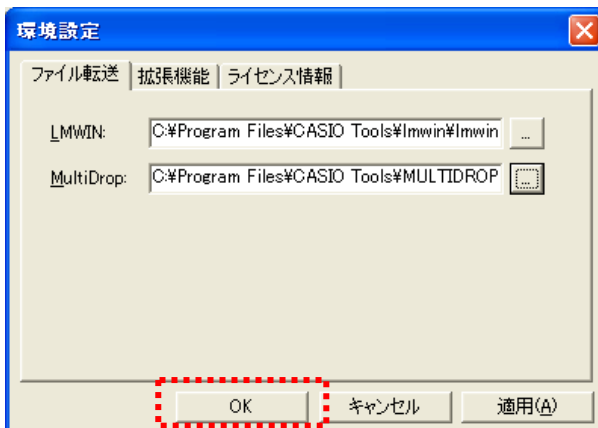 環境設定
ファイル転送 拡張機能 ライセンス情報
LMWIN: C:¥Program Files¥CASIO Tools¥lmwin¥lmwin ...
MultiDrop: C:¥Program Files¥CASIO Tools¥MULTIDROP ...
OK キャンセル 適用(A)